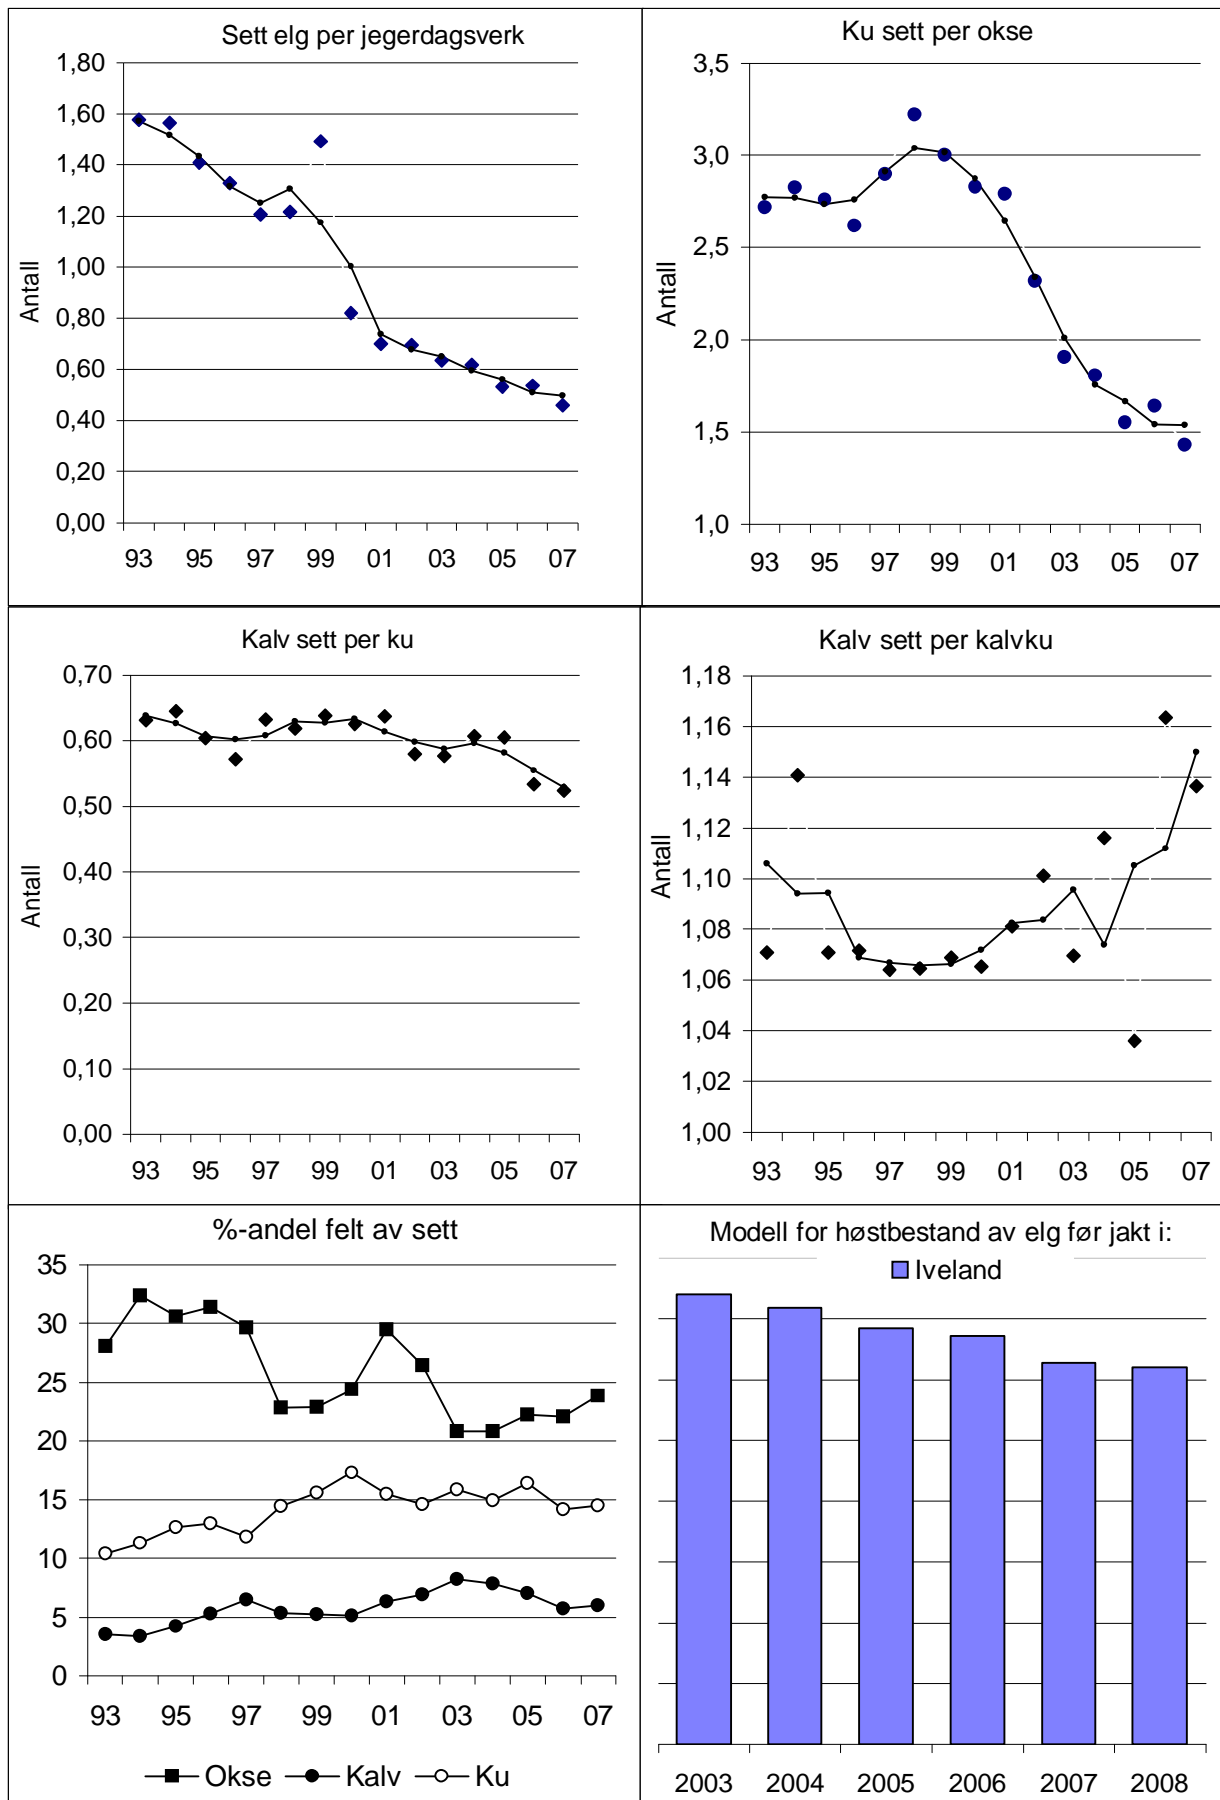 Sett elg per jegerdagsverk
1,80
1,60
1,40
1,20
1,00
0,80
0,60
0,40
0,20
0,00
Antall
93 95 97 99 01 03 05 07
Ku sett per okse
3,5
3,0
2,5
2,0
1,5
1,0
Antall
93 95 97 99 01 03 05 07
Kalv sett per ku
0,70
0,60
0,50
0,40
0,30
0,20
0,10
0,00
Antall
93 95 97 99 01 03 05 07
Kalv sett per kalvku
1,18
1,16
1,14
1,12
1,10
1,08
1,06
1,04
1,02
1,00
Antall
93 95 97 99 01 03 05 07
%-andel felt av sett
35
30
25
20
15
10
5
0
93 95 97 99 01 03 05 07
Okse Kalv Ku
Modell for høstbestand av elg før jakt i:
Iveland
2003 2004 2005 2006 2007 2008